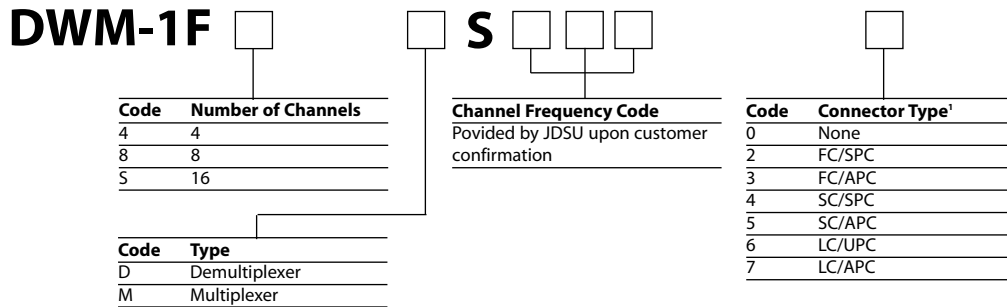 DWM-1F S
Code Number of Channels
4 4
8 8
S 16
Code Type
D Demultiplexer
M Multiplexer
Channel Frequency Code
Povided by JDSU upon customer
confirmation
Code Connector Type¹
0 None
2 FC/SPC
3 FC/APC
4 SC/SPC
5 SC/APC
6 LC/UPC
7 LC/APC